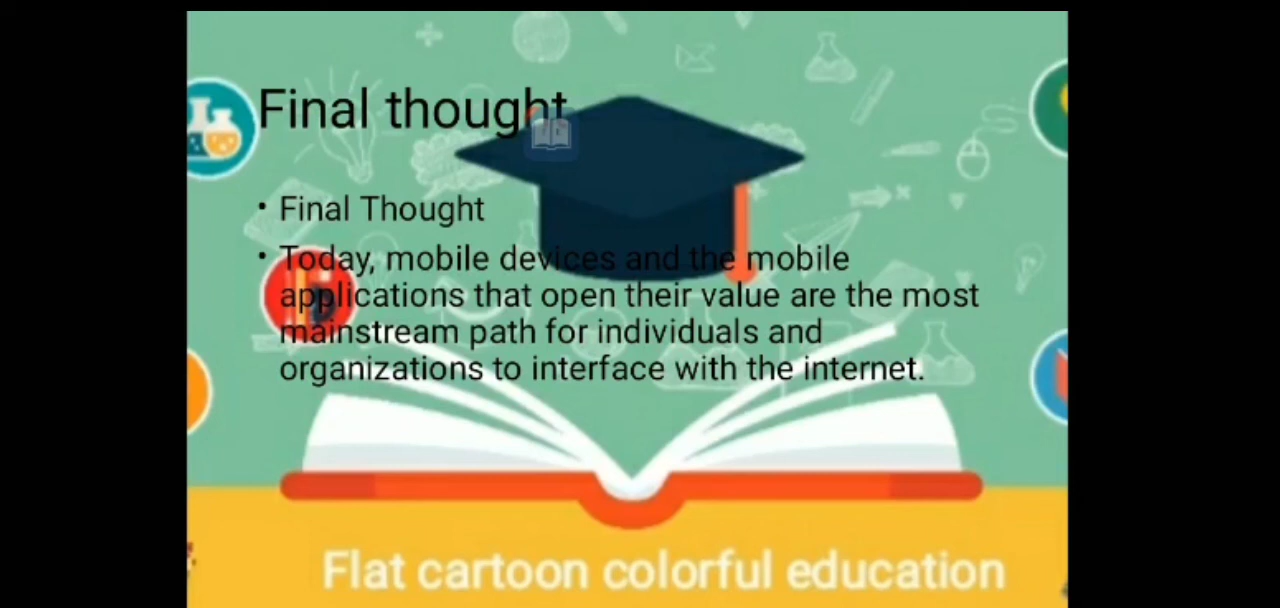 Final thought
• Final Thought
• Today, mobile devices and the mobile
applications that open their value are the most
mainstream path for individuals and
organizations to interface with the internet.
Flat cartoon colorful education